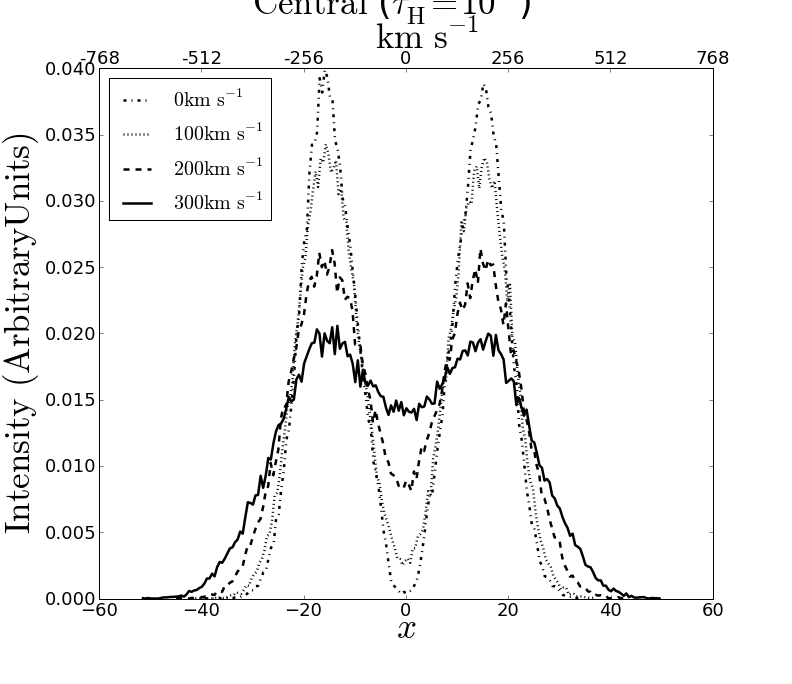 Central (τ_H=10 )
km s⁻¹
-768 -512 -256 0 256 512 768
0.040
0.035
0.030
0.025
0.020
0.015
0.010
0.005
0.000
Intensity (ArbitraryUnits)
0km s⁻¹
100km s⁻¹
200km s⁻¹
300km s⁻¹
−60 −40 −20 0 20 40 60
x